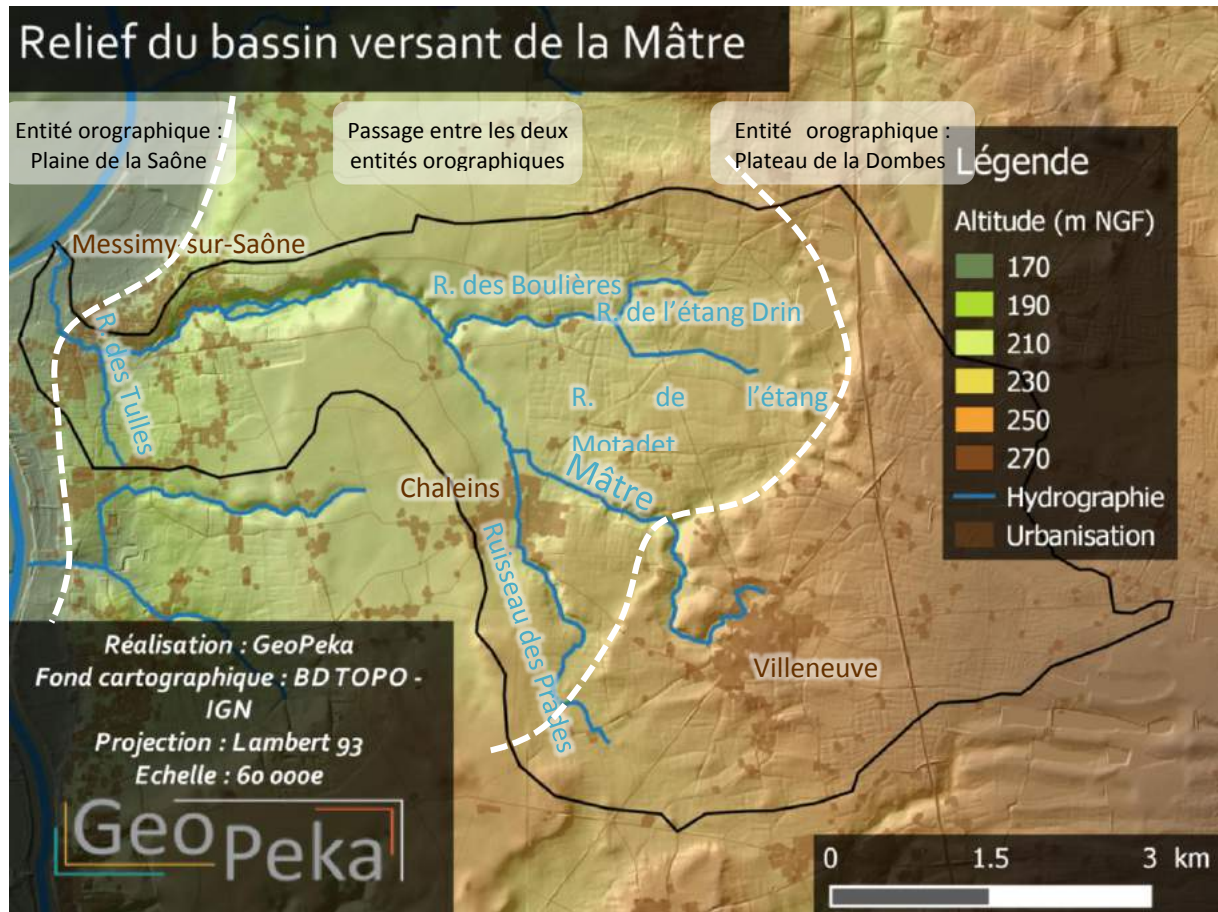 Relief du bassin versant de la Mâtre
Entité orographique :
Plaine de la Saône
Passage entre les deux
entités orographiques
Entité orographique :
Plateau de la Dombes
Légende
Altitude (m NGF)
170
190
210
230
250
270
Hydrographie
Urbanisation
Messimy-sur-Saône
R. des Boulières
R. de l'étang Drin
R. des Tulles
R. de l'étang
Motadet
Mâtre
Chaleins
Ruisseau des Prades
Villeneuve
Réalisation : GeoPeka
Fond cartographique : BD TOPO -
IGN
Projection : Lambert 93
Echelle : 60 000e
GeoPeka
0 1.5 3 km